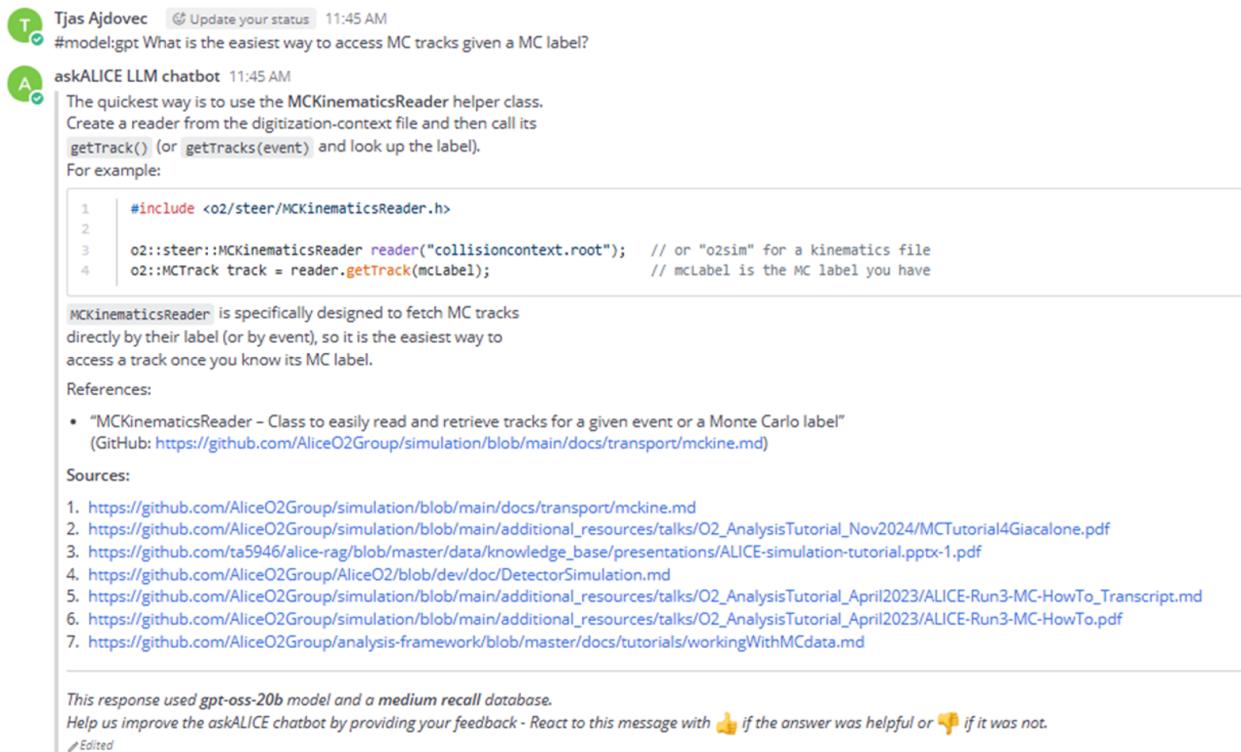 T
Tjas Ajdovec Update your status 11:45 AM
#model:gpt What is the easiest way to access MC tracks given a MC label?
A
askALICE LLM chatbot 11:45 AM
The quickest way is to use the MCKinematicsReader helper class.
Create a reader from the digitization-context file and then call its
getTrack() (or getTracks(event) and look up the label).
For example:
1 #include <o2/steer/MCKinematicsReader.h>
2
3 o2::steer::MCKinematicsReader reader("collisioncontext.root"); // or "o2sim" for a kinematics file
4 o2::MCTrack track = reader.getTrack(mcLabel); // mcLabel is the MC label you have
MCKinematicsReader is specifically designed to fetch MC tracks
directly by their label (or by event), so it is the easiest way to
access a track once you know its MC label.
References:
• “MCKinematicsReader – Class to easily read and retrieve tracks for a given event or a Monte Carlo label”
(GitHub: https://github.com/AliceO2Group/simulation/blob/main/docs/transport/mckine.md)
Sources:
1. https://github.com/AliceO2Group/simulation/blob/main/docs/transport/mckine.md
2. https://github.com/AliceO2Group/simulation/blob/main/additional_resources/talks/O2_AnalysisTutorial_Nov2024/MCTutorial4Giacalone.pdf
3. https://github.com/ta5946/alice-rag/blob/master/data/knowledge_base/presentations/ALICE-simulation-tutorial.pptx-1.pdf
4. https://github.com/AliceO2Group/AliceO2/blob/dev/doc/DetectorSimulation.md
5. https://github.com/AliceO2Group/simulation/blob/main/additional_resources/talks/O2_AnalysisTutorial_April2023/ALICE-Run3-MC-HowTo_Transcript.md
6. https://github.com/AliceO2Group/simulation/blob/main/additional_resources/talks/O2_AnalysisTutorial_April2023/ALICE-Run3-MC-HowTo.pdf
7. https://github.com/AliceO2Group/analysis-framework/blob/master/docs/tutorials/workingWithMCdata.md
This response used gpt-oss-20b model and a medium recall database.
Help us improve the askALICE chatbot by providing your feedback - React to this message with 👍 if the answer was helpful or 👎 if it was not.
Edited